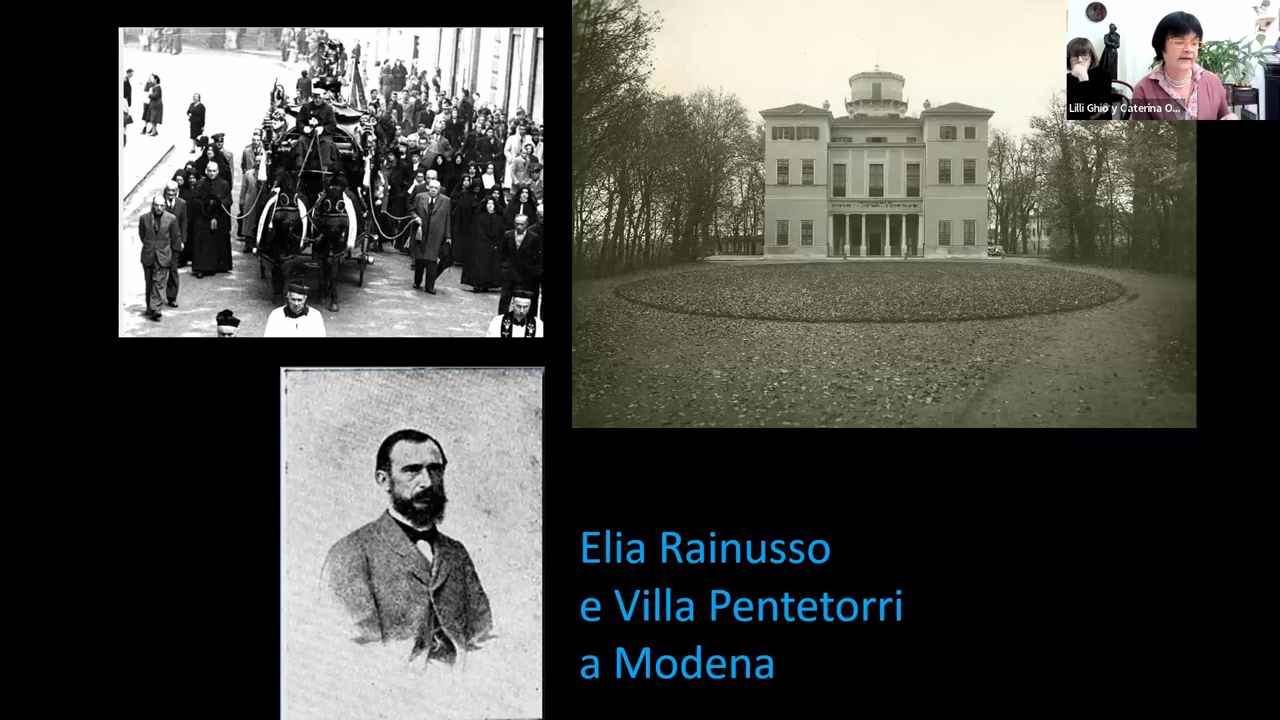 Lilli Ghio y Caterina O...
Elia Rainusso
e Villa Pentetorri
a Modena